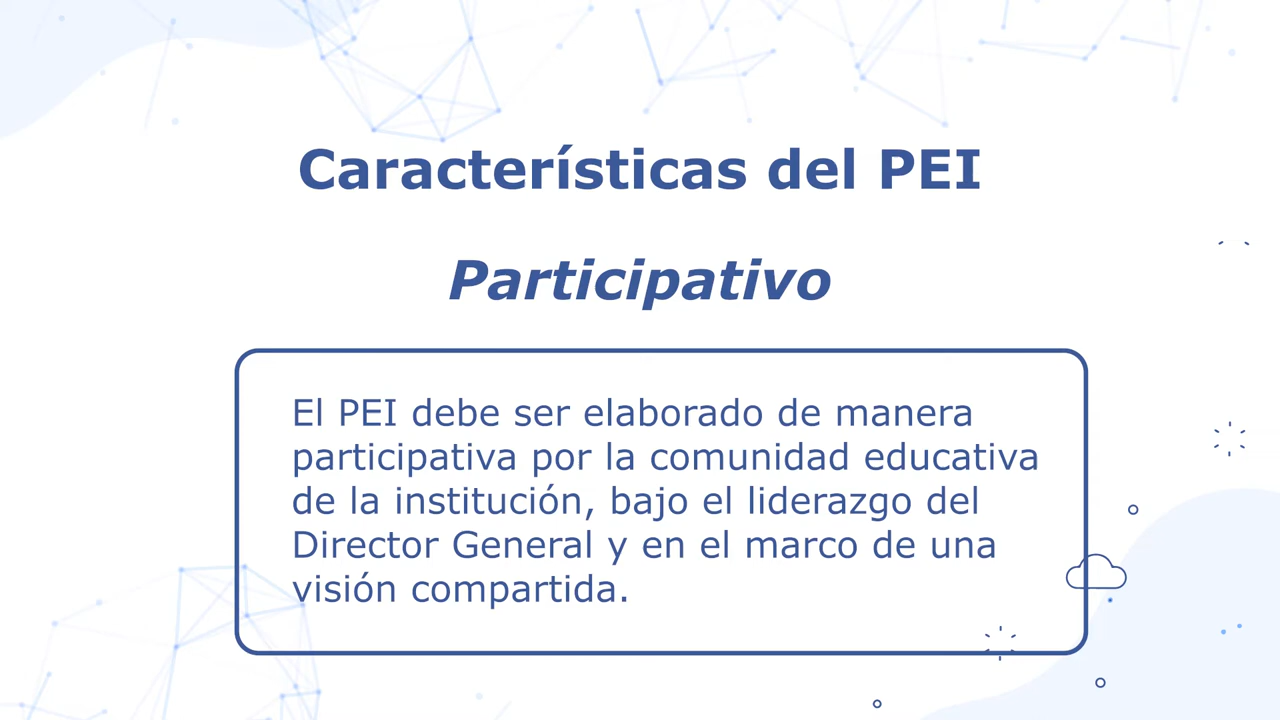 Características del PEI
Participativo
El PEI debe ser elaborado de manera
participativa por la comunidad educativa
de la institución, bajo el liderazgo del
Director General y en el marco de una
visión compartida.